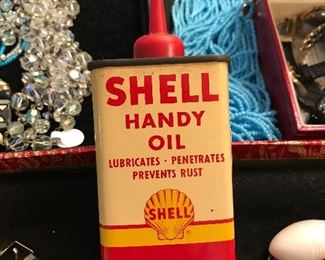 SHELL
HANDY
OIL
LUBRICATES · PENETRATES
PREVENTS RUST
SHELL